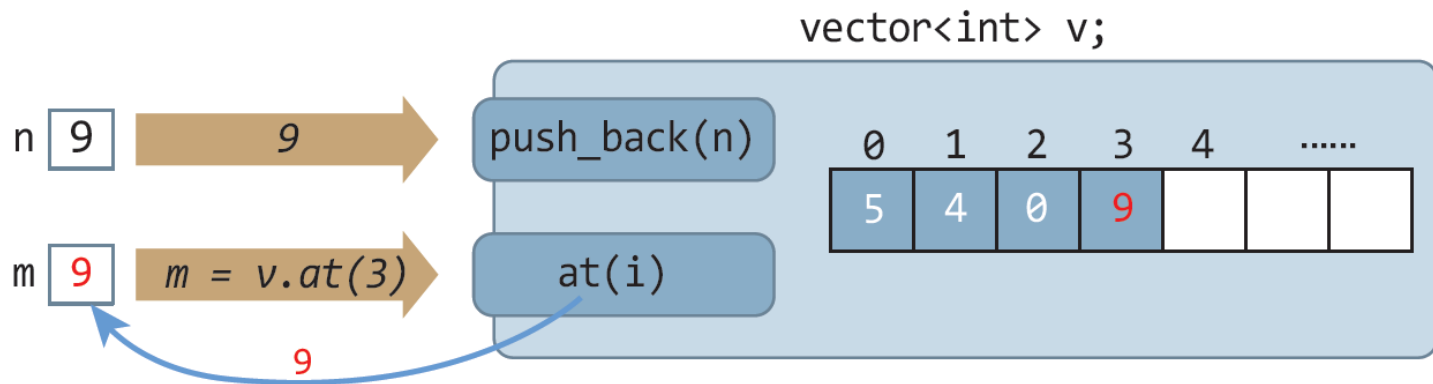 vector<int> v;
n 9 9 push_back(n)
0 1 2 3 4 ……
5 4 0 9
m 9 m = v.at(3) at(i)
9